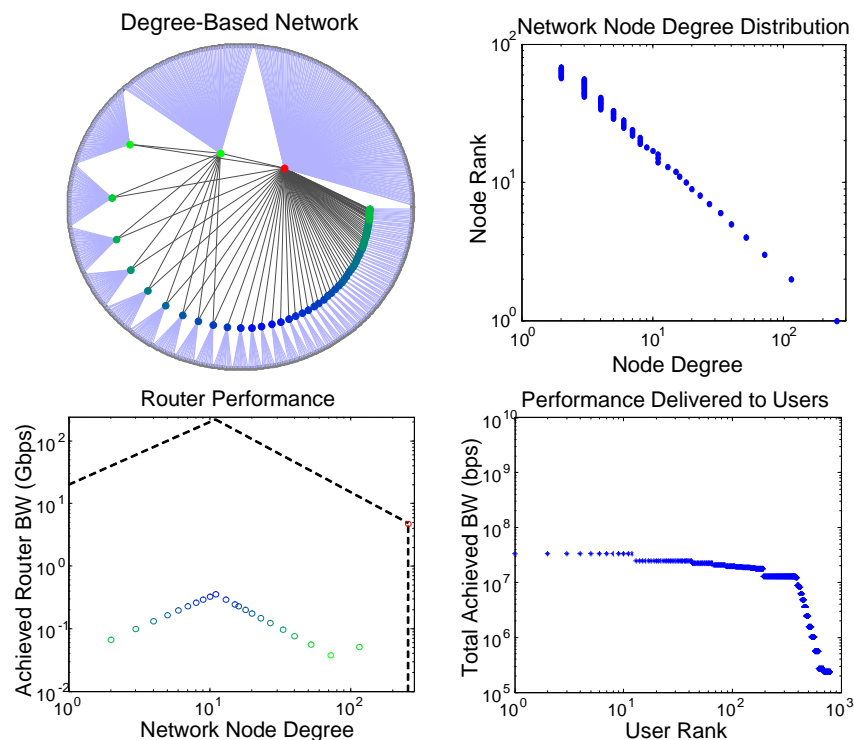 Degree-Based Network
Network Node Degree Distribution
10^2
10^1
10^0
Node Rank
10^0 10^1 10^2
Node Degree
Router Performance
10^2
10^1
10^0
10^-1
10^-2
Achieved Router BW (Gbps)
10^0 10^1 10^2
Network Node Degree
Performance Delivered to Users
10^10
10^9
10^8
10^7
10^6
10^5
Total Achieved BW (bps)
10^0 10^1 10^2 10^3
User Rank